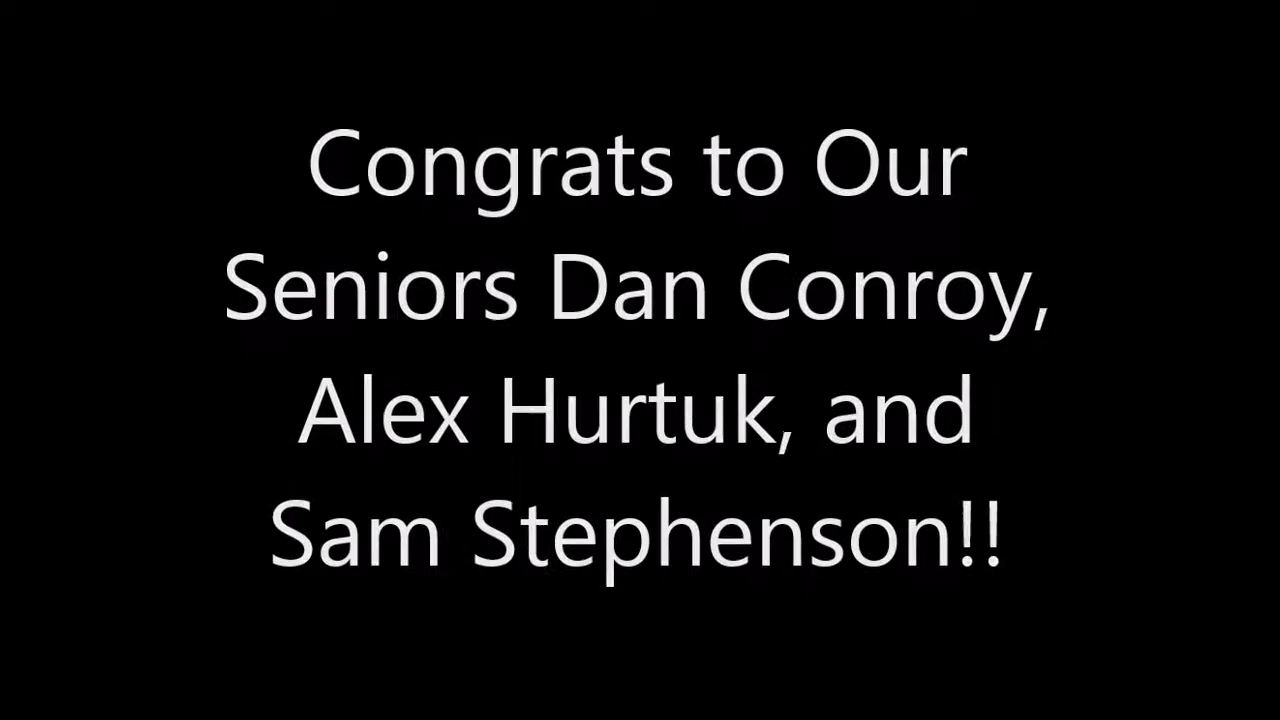 Congrats to Our
Seniors Dan Conroy,
Alex Hurtuk, and
Sam Stephenson!!